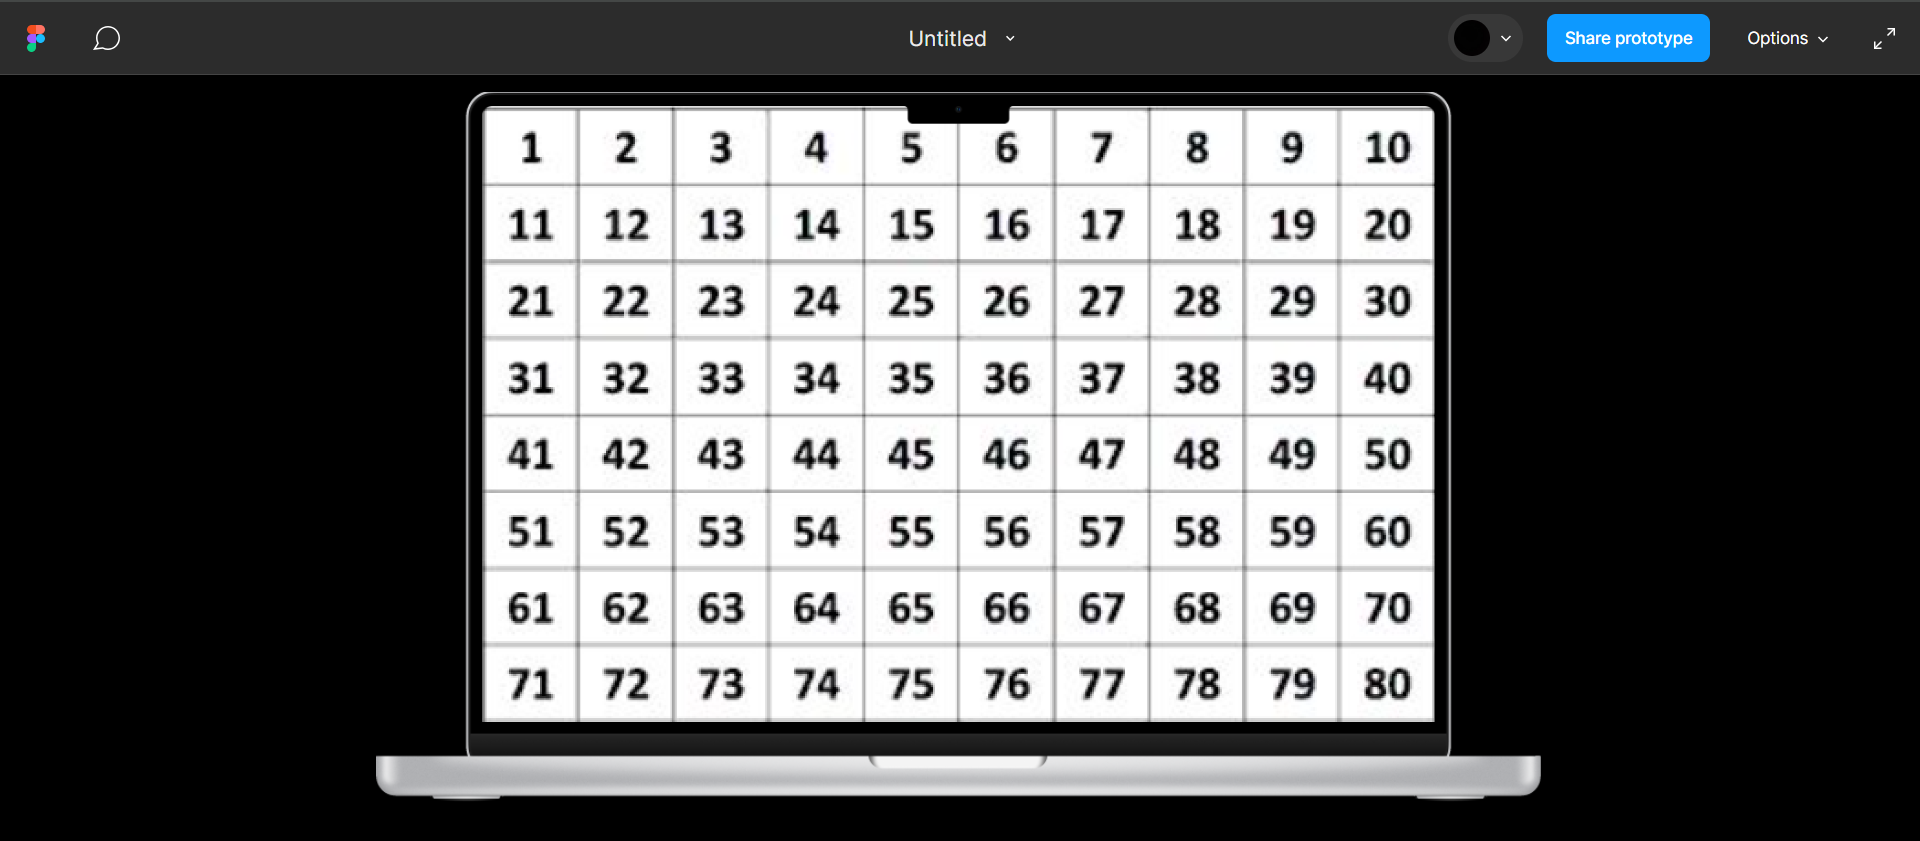 Untitled
Share prototype
Options
1 2 3 4 5 6 7 8 9 10
11 12 13 14 15 16 17 18 19 20
21 22 23 24 25 26 27 28 29 30
31 32 33 34 35 36 37 38 39 40
41 42 43 44 45 46 47 48 49 50
51 52 53 54 55 56 57 58 59 60
61 62 63 64 65 66 67 68 69 70
71 72 73 74 75 76 77 78 79 80